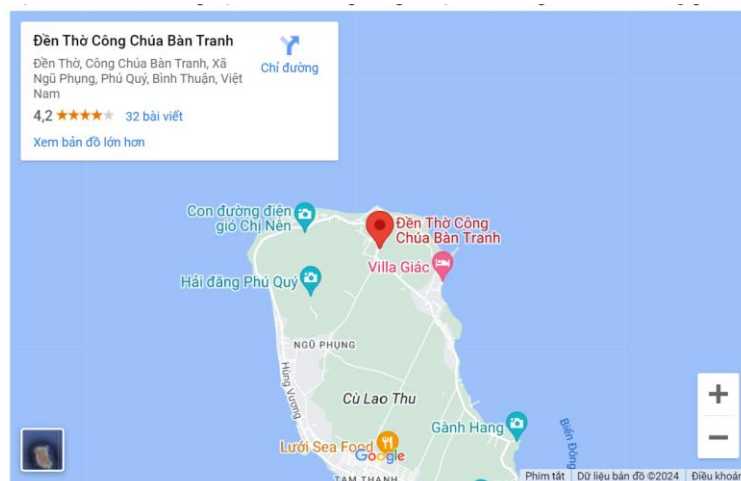 Đền Thờ Công Chúa Bàn Tranh
Đền Thờ, Công Chúa Bàn Tranh, Xã
Ngũ Phụng, Phú Quý, Bình Thuận, Việt
Nam
4,2
32 bài viết
Xem bản đồ lớn hơn
Chỉ đường
Con đường điện
gió Chị Nên
Đền Thờ Công
Chúa Bàn Tranh
Villa Giác
Hải đăng Phú Quý
NGŨ PHỤNG
Hùng Vương
Cù Lao Thu
Gành Hang
Biển Đông
Lưới Sea Food
Google
TAM THANH
+
−
Phím tắt
Dữ liệu bản đồ ©2024
Điều khoản